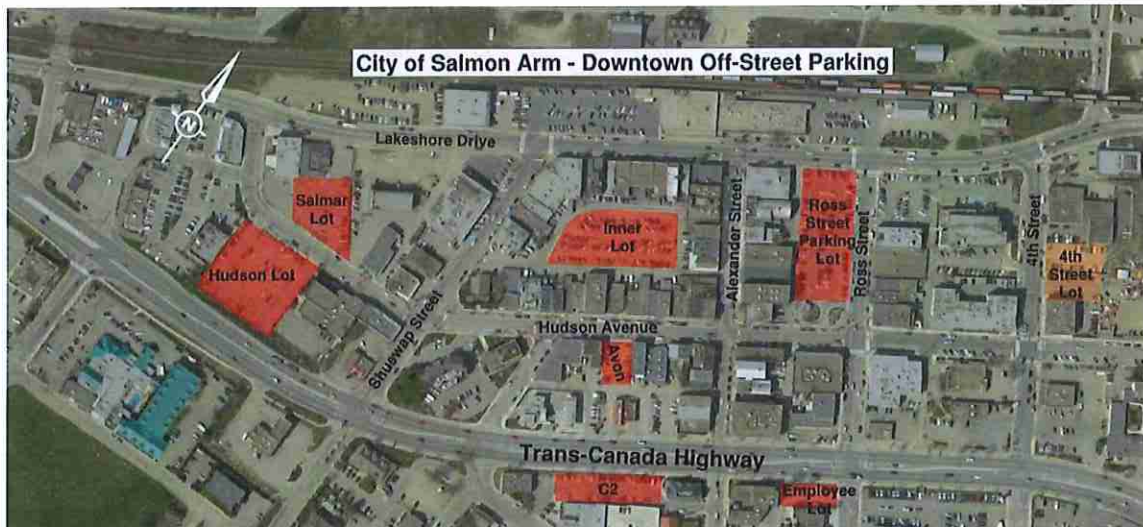 City of Salmon Arm - Downtown Off-Street Parking
N
Lakeshore Drive
Salmar
Lot
Hudson Lot
Shuswap Street
Inner
Lot
Alexander Street
Ross
Street
Parking
Lot
Ross Street
4th Street
4th
Street
Lot
Hudson Avenue
Avon
Trans-Canada Highway
C2
Employee
Lot